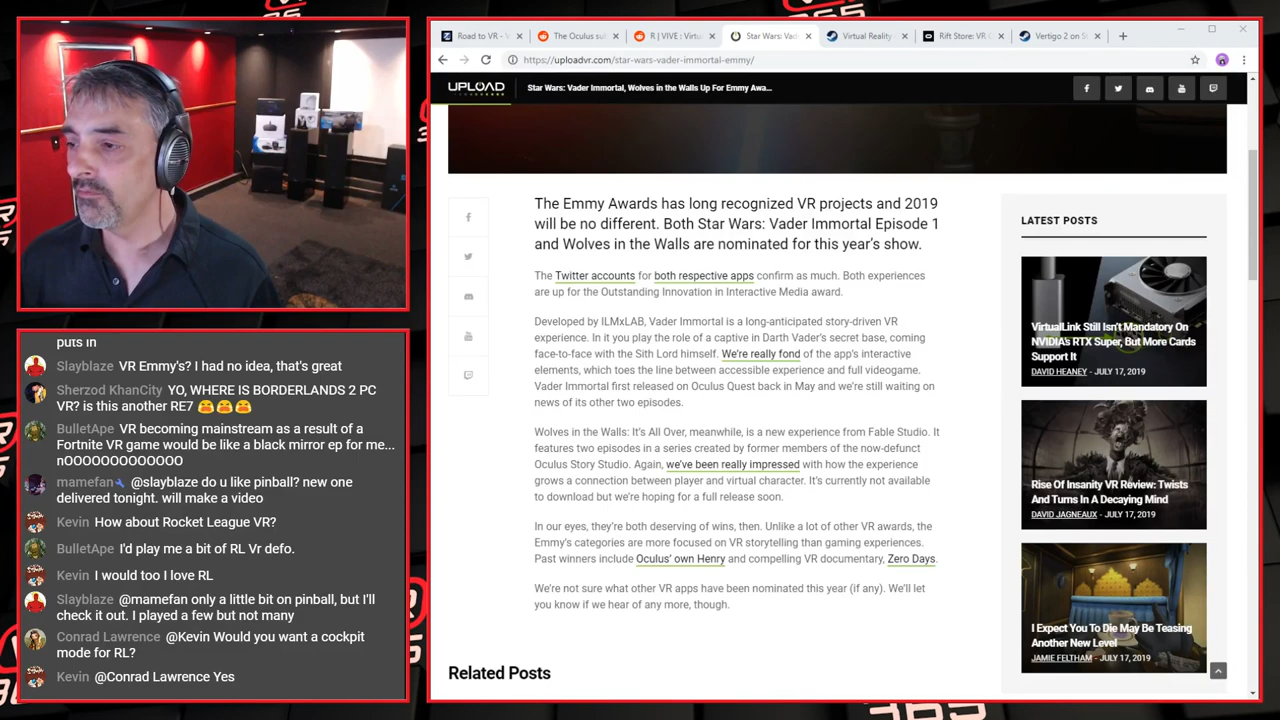 puts in
Slayblaze VR Emmy's? I had no idea, that's great
Sherzod KhanCity YO, WHERE IS BORDERLANDS 2 PC
VR? is this another RE7 😫😫😫
BulletApe VR becoming mainstream as a result of a
Fortnite VR game would be like a black mirror ep for me...
nOOOOOOOOOOOOO
mamefan @slayblaze do u like pinball? new one
delivered tonight. will make a video
Kevin How about Rocket League VR?
BulletApe I'd play me a bit of RL Vr defo.
Kevin I would too I love RL
Slayblaze @mamefan only a little bit on pinball, but I'll
check it out. I played a few but not many
Conrad Lawrence @Kevin Would you want a cockpit
mode for RL?
Kevin @Conrad Lawrence Yes
Road to VR - V
The Oculus sul
R | VIVE : Virtu
Star Wars: Vad
Virtual Reality
Rift Store: VR G
Vertigo 2 on S
https://uploadvr.com/star-wars-vader-immortal-emmy/
UPLOAD
Star Wars: Vader Immortal, Wolves in the Walls Up For Emmy Awa...
The Emmy Awards has long recognized VR projects and 2019
will be no different. Both Star Wars: Vader Immortal Episode 1
and Wolves in the Walls are nominated for this year's show.
The Twitter accounts for both respective apps confirm as much. Both experiences
are up for the Outstanding Innovation in Interactive Media award.
Developed by ILMxLAB, Vader Immortal is a long-anticipated story-driven VR
experience. In it you play the role of a captive in Darth Vader's secret base, coming
face-to-face with the Sith Lord himself. We're really fond of the app's interactive
elements, which toes the line between accessible experience and full videogame.
Vader Immortal first released on Oculus Quest back in May and we're still waiting on
news of its other two episodes.
Wolves in the Walls: It's All Over, meanwhile, is a new experience from Fable Studio. It
features two episodes in a series created by former members of the now-defunct
Oculus Story Studio. Again, we've been really impressed with how the experience
grows a connection between player and virtual character. It's currently not available
to download but we're hoping for a full release soon.
In our eyes, they're both deserving of wins, then. Unlike a lot of other VR awards, the
Emmy's categories are more focused on VR storytelling than gaming experiences.
Past winners include Oculus' own Henry and compelling VR documentary, Zero Days.
We're not sure what other VR apps have been nominated this year (if any). We'll let
you know if we hear of any more, though.
Related Posts
LATEST POSTS
VirtualLink Still Isn't Mandatory On
NVIDIA's RTX Super, But More Cards
Support It
DAVID HEANEY - JULY 17, 2019
Rise Of Insanity VR Review: Twists
And Turns In A Decaying Mind
DAVID JAGNEAUX - JULY 17, 2019
I Expect You To Die May Be Teasing
Another New Level
JAMIE FELTHAM - JULY 17, 2019